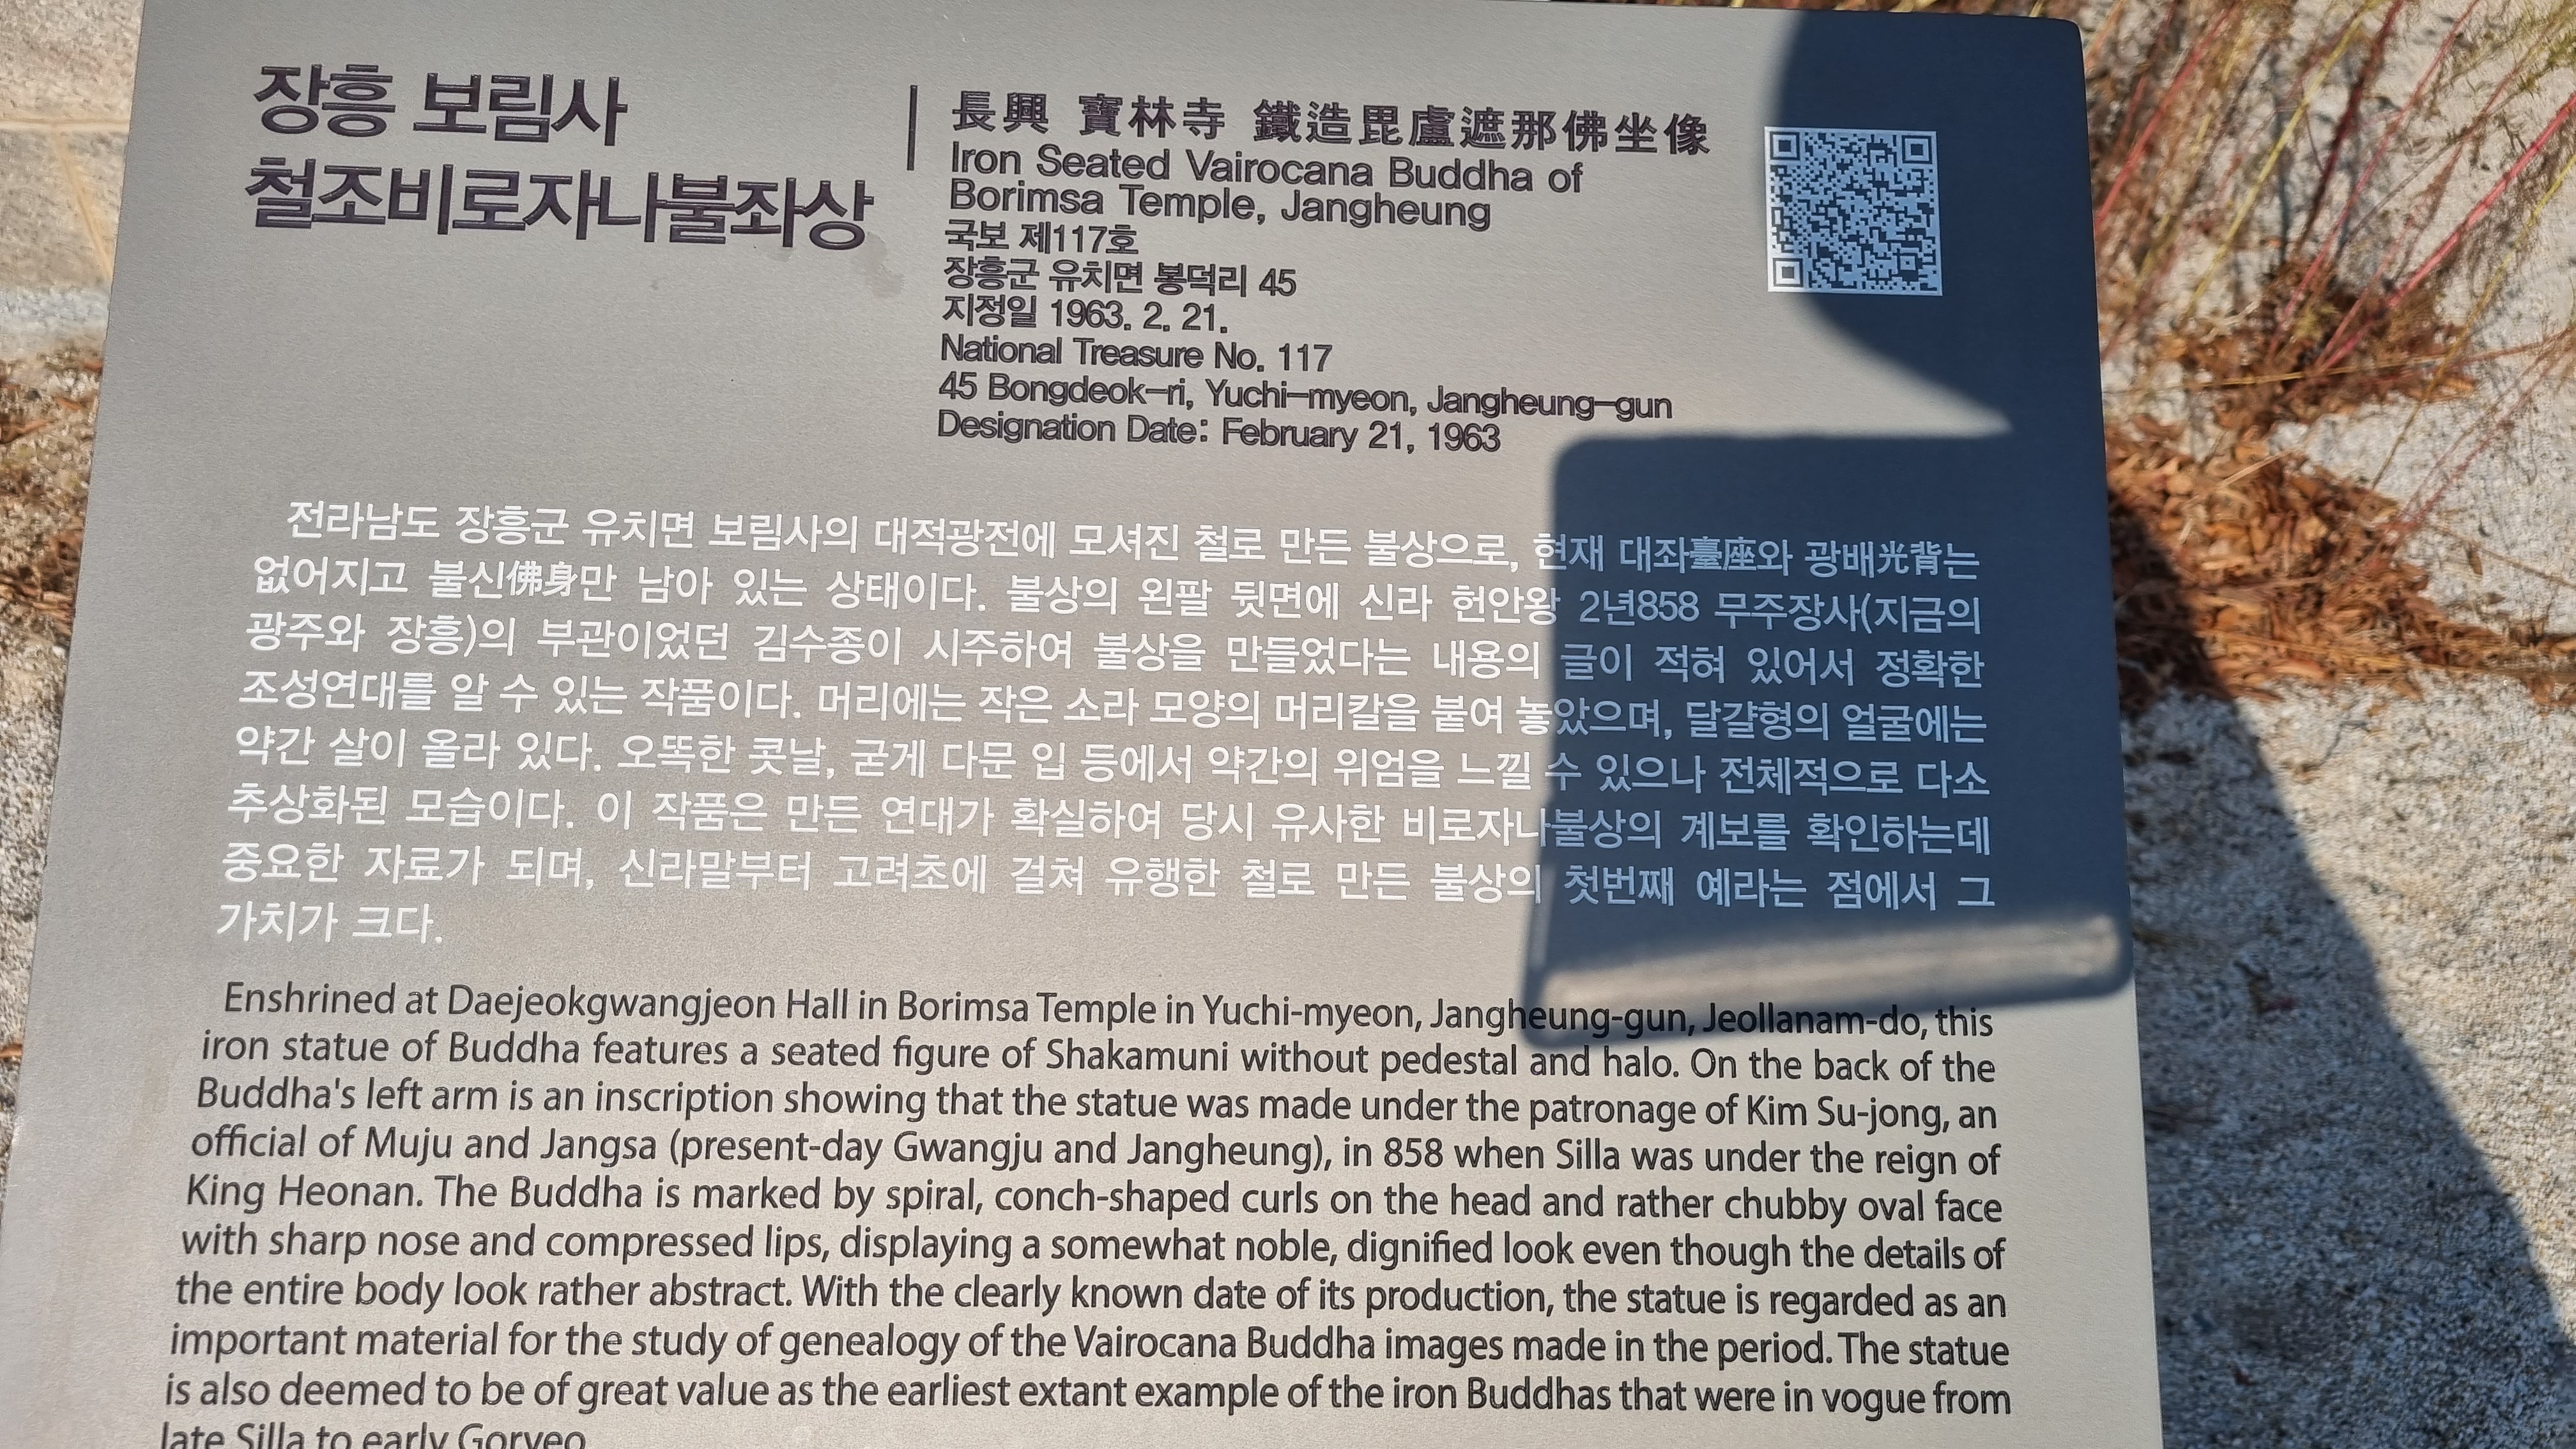 장흥 보림사
철조비로자나불좌상
長興 寶林寺 鐵造毘盧遮那佛坐像
Iron Seated Vairocana Buddha of
Borimsa Temple, Jangheung
국보 제117호
장흥군 유치면 봉덕리 45
지정일 1963. 2. 21.
National Treasure No. 117
45 Bongdeok-ri, Yuchi-myeon, Jangheung-gun
Designation Date: February 21, 1963
전라남도 장흥군 유치면 보림사의 대적광전에 모셔진 철로 만든 불상으로, 현재 대좌臺座와 광배光背는
없어지고 불신佛身만 남아 있는 상태이다. 불상의 왼팔 뒷면에 신라 헌안왕 2년858 무주장사(지금의
광주와 장흥)의 부관이었던 김수종이 시주하여 불상을 만들었다는 내용의 글이 적혀 있어서 정확한
조성연대를 알 수 있는 작품이다. 머리에는 작은 소라 모양의 머리칼을 붙여 놓았으며, 달걀형의 얼굴에는
약간 살이 올라 있다. 오똑한 콧날, 굳게 다문 입 등에서 약간의 위엄을 느낄 수 있으나 전체적으로 다소
추상화된 모습이다. 이 작품은 만든 연대가 확실하여 당시 유사한 비로자나불상의 계보를 확인하는데
중요한 자료가 되며, 신라말부터 고려초에 걸쳐 유행한 철로 만든 불상의 첫번째 예라는 점에서 그
가치가 크다.
Enshrined at Daejeokgwangjeon Hall in Borimsa Temple in Yuchi-myeon, Jangheung-gun, Jeollanam-do, this
iron statue of Buddha features a seated figure of Shakamuni without pedestal and halo. On the back of the
Buddha's left arm is an inscription showing that the statue was made under the patronage of Kim Su-jong, an
official of Muju and Jangsa (present-day Gwangju and Jangheung), in 858 when Silla was under the reign of
King Heonan. The Buddha is marked by spiral, conch-shaped curls on the head and rather chubby oval face
with sharp nose and compressed lips, displaying a somewhat noble, dignified look even though the details of
the entire body look rather abstract. With the clearly known date of its production, the statue is regarded as an
important material for the study of genealogy of the Vairocana Buddha images made in the period. The statue
is also deemed to be of great value as the earliest extant example of the iron Buddhas that were in vogue from
late Silla to early Goryeo